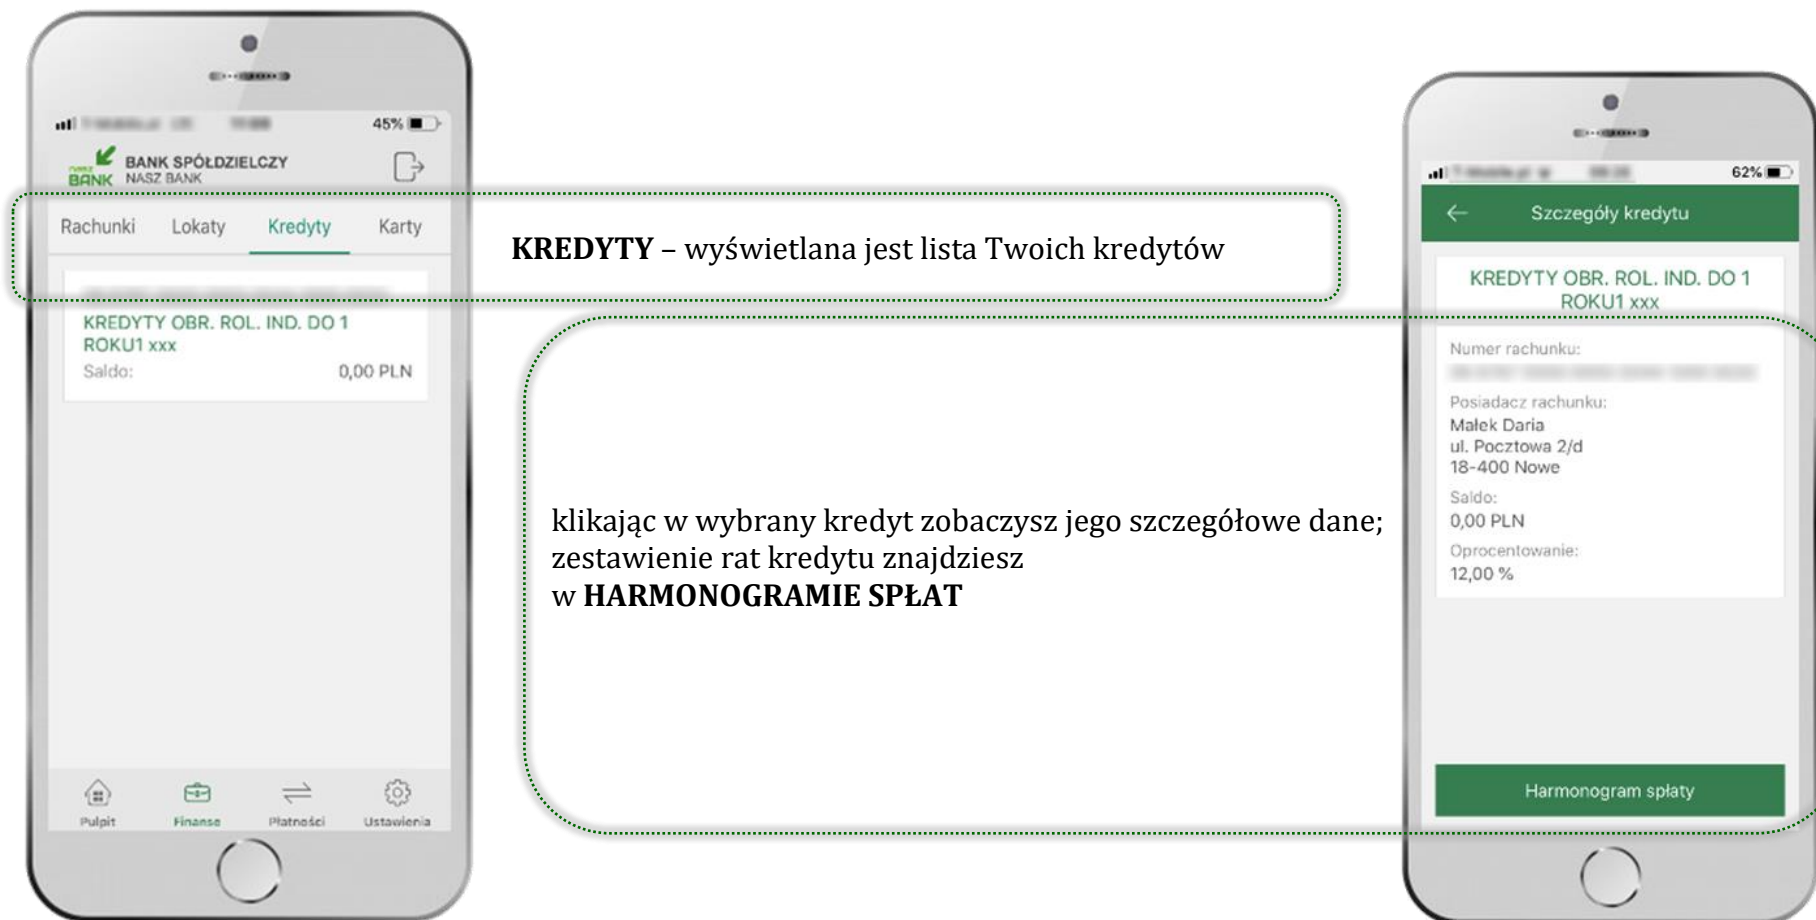 45%
nasz
BANK
BANK SPÓŁDZIELCZY
NASZ BANK
Rachunki Lokaty Kredyty Karty
KREDYTY OBR. ROL. IND. DO 1
ROKU1 xxx
Saldo: 0,00 PLN
Pulpit Finanse Płatności Ustawienia
KREDYTY – wyświetlana jest lista Twoich kredytów
klikając w wybrany kredyt zobaczysz jego szczegółowe dane;
zestawienie rat kredytu znajdziesz
w HARMONOGRAMIE SPŁAT
62%
Szczegóły kredytu
KREDYTY OBR. ROL. IND. DO 1
ROKU1 xxx
Numer rachunku:
Posiadacz rachunku:
Małek Daria
ul. Pocztowa 2/d
18-400 Nowe
Saldo:
0,00 PLN
Oprocentowanie:
12,00 %
Harmonogram spłaty